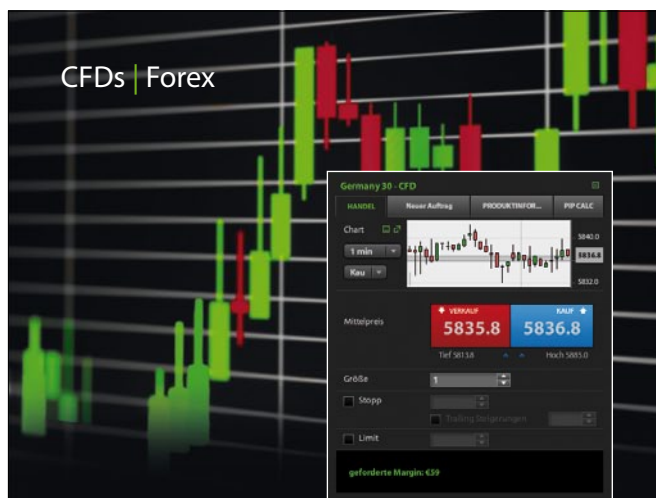 CFDs | Forex
Germany 30 - CFD
HANDEL Neuer Auftrag PRODUKTINFOR... PIP CALC
Chart
5840.0
1 min
5836.8
Kau
5832.0
Mittelpreis
VERKAUF KAUF
5835.8 5836.8
Tief 5813.8 Hoch 5885.0
Größe 1
Stopp
Trailing Steigerungen
Limit
geforderte Margin: €59